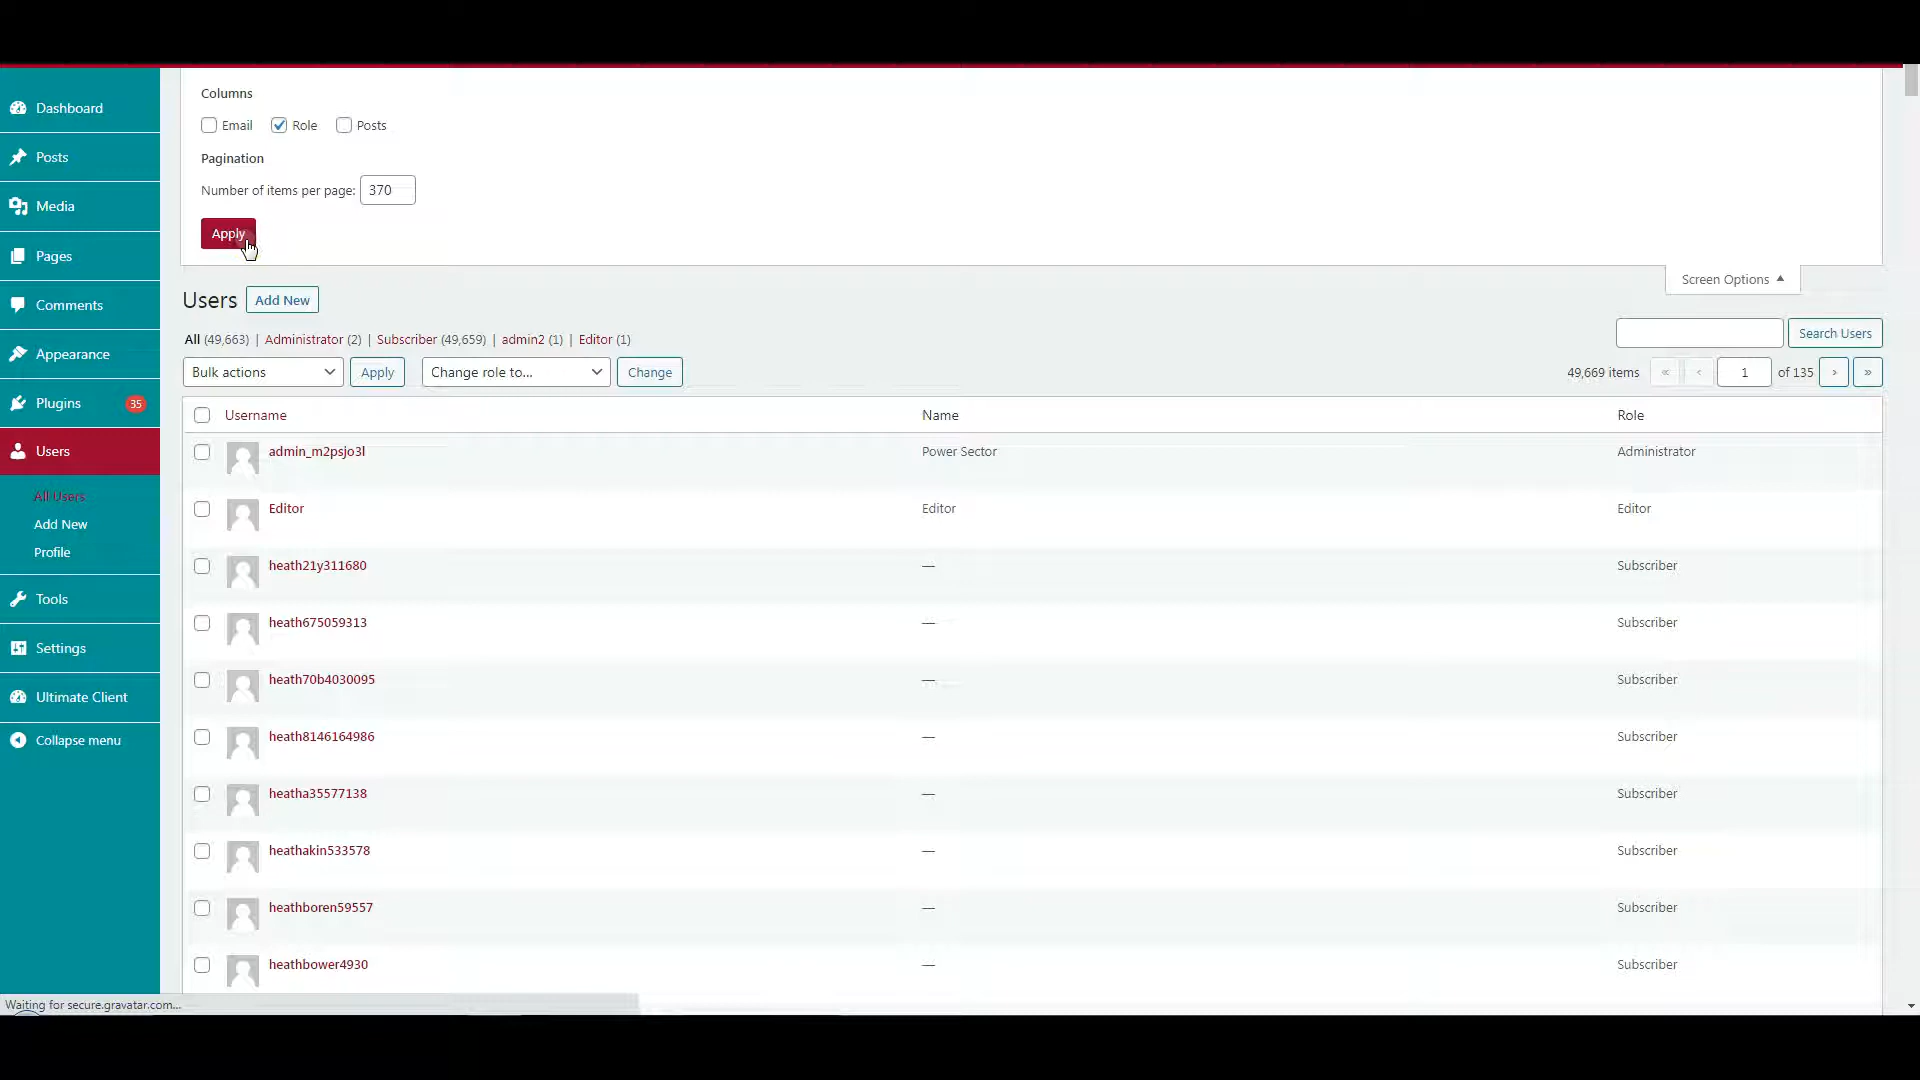 Columns
Email Role Posts
Pagination
Number of items per page: 370
Apply
Screen Options
Dashboard
Posts
Media
Pages
Comments
Appearance
Plugins 35
Users
All Users
Add New
Profile
Tools
Settings
Ultimate Client
Collapse menu
Users Add New
All (49,663) | Administrator (2) | Subscriber (49,659) | admin2 (1) | Editor (1)
Search Users
Bulk actions Apply Change role to... Change 49,669 items « ‹ 1 of 135 › »
Username Name Role
admin_m2psjo3l Power Sector Administrator
Editor Editor Editor
heath21y311680 — Subscriber
heath675059313 — Subscriber
heath70b4030095 — Subscriber
heath8146164986 — Subscriber
heatha35577138 — Subscriber
heathakin533578 — Subscriber
heathboren59557 — Subscriber
heathbower4930 — Subscriber
Waiting for secure.gravatar.com...